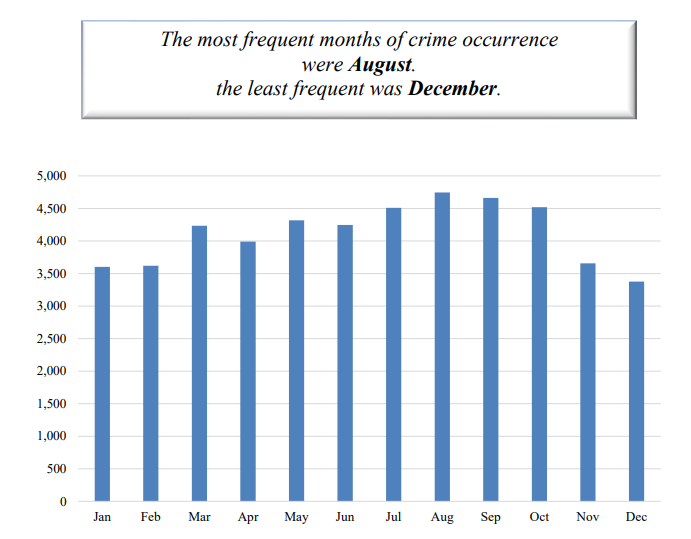 The most frequent months of crime occurrence
were August.
the least frequent was December.
5,000
4,500
4,000
3,500
3,000
2,500
2,000
1,500
1,000
500
0
Jan Feb Mar Apr May Jun Jul Aug Sep Oct Nov Dec